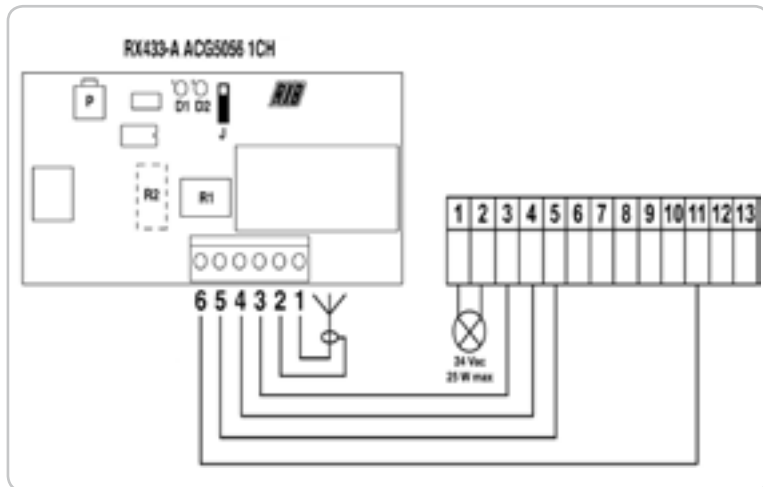 RX433-A ACG5056 1CH
P
D1 D2
RIB
J
R2
R1
1 2 3 4 5 6 7 8 9 10 11 12 13
6 5 4 3 2 1
24 Vac
25 W max